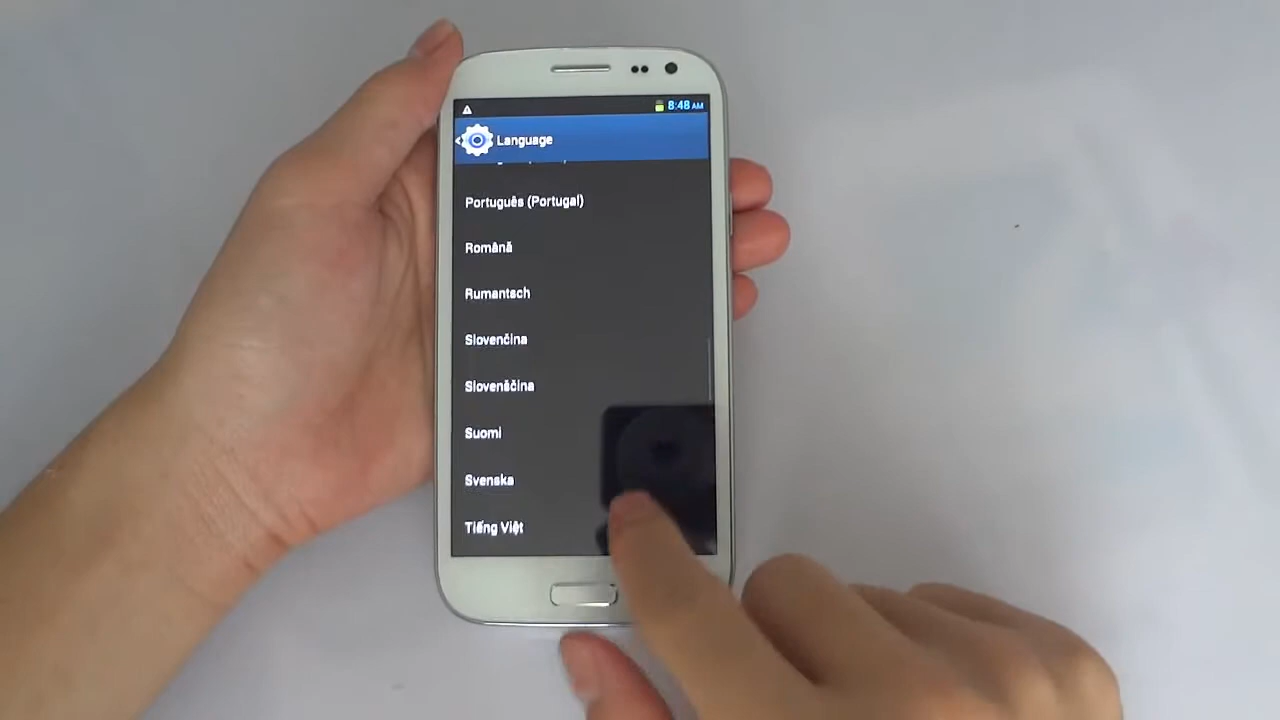 8:48 AM
Language
Português (Portugal)
Română
Rumantsch
Slovenčina
Slovenščina
Suomi
Svenska
Tiếng Việt